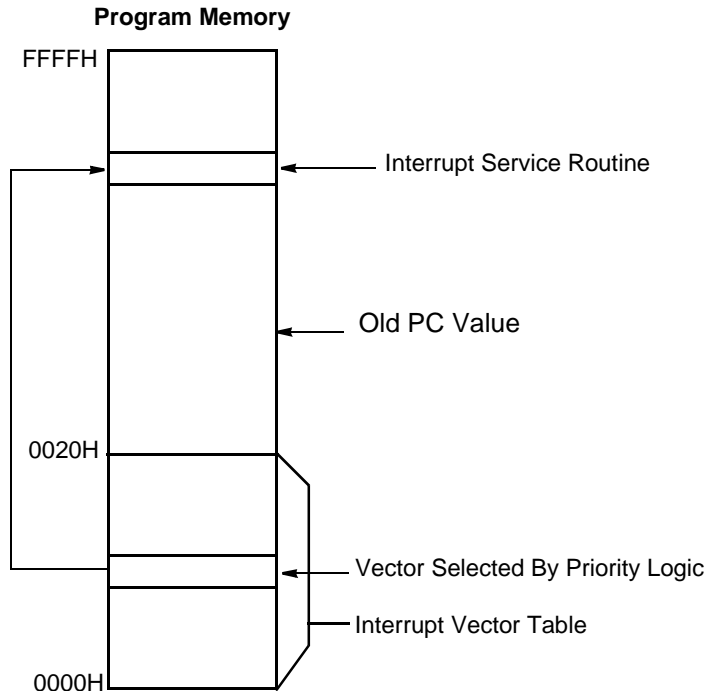 Program Memory
FFFFH
Interrupt Service Routine
Old PC Value
0020H
Vector Selected By Priority Logic
Interrupt Vector Table
0000H